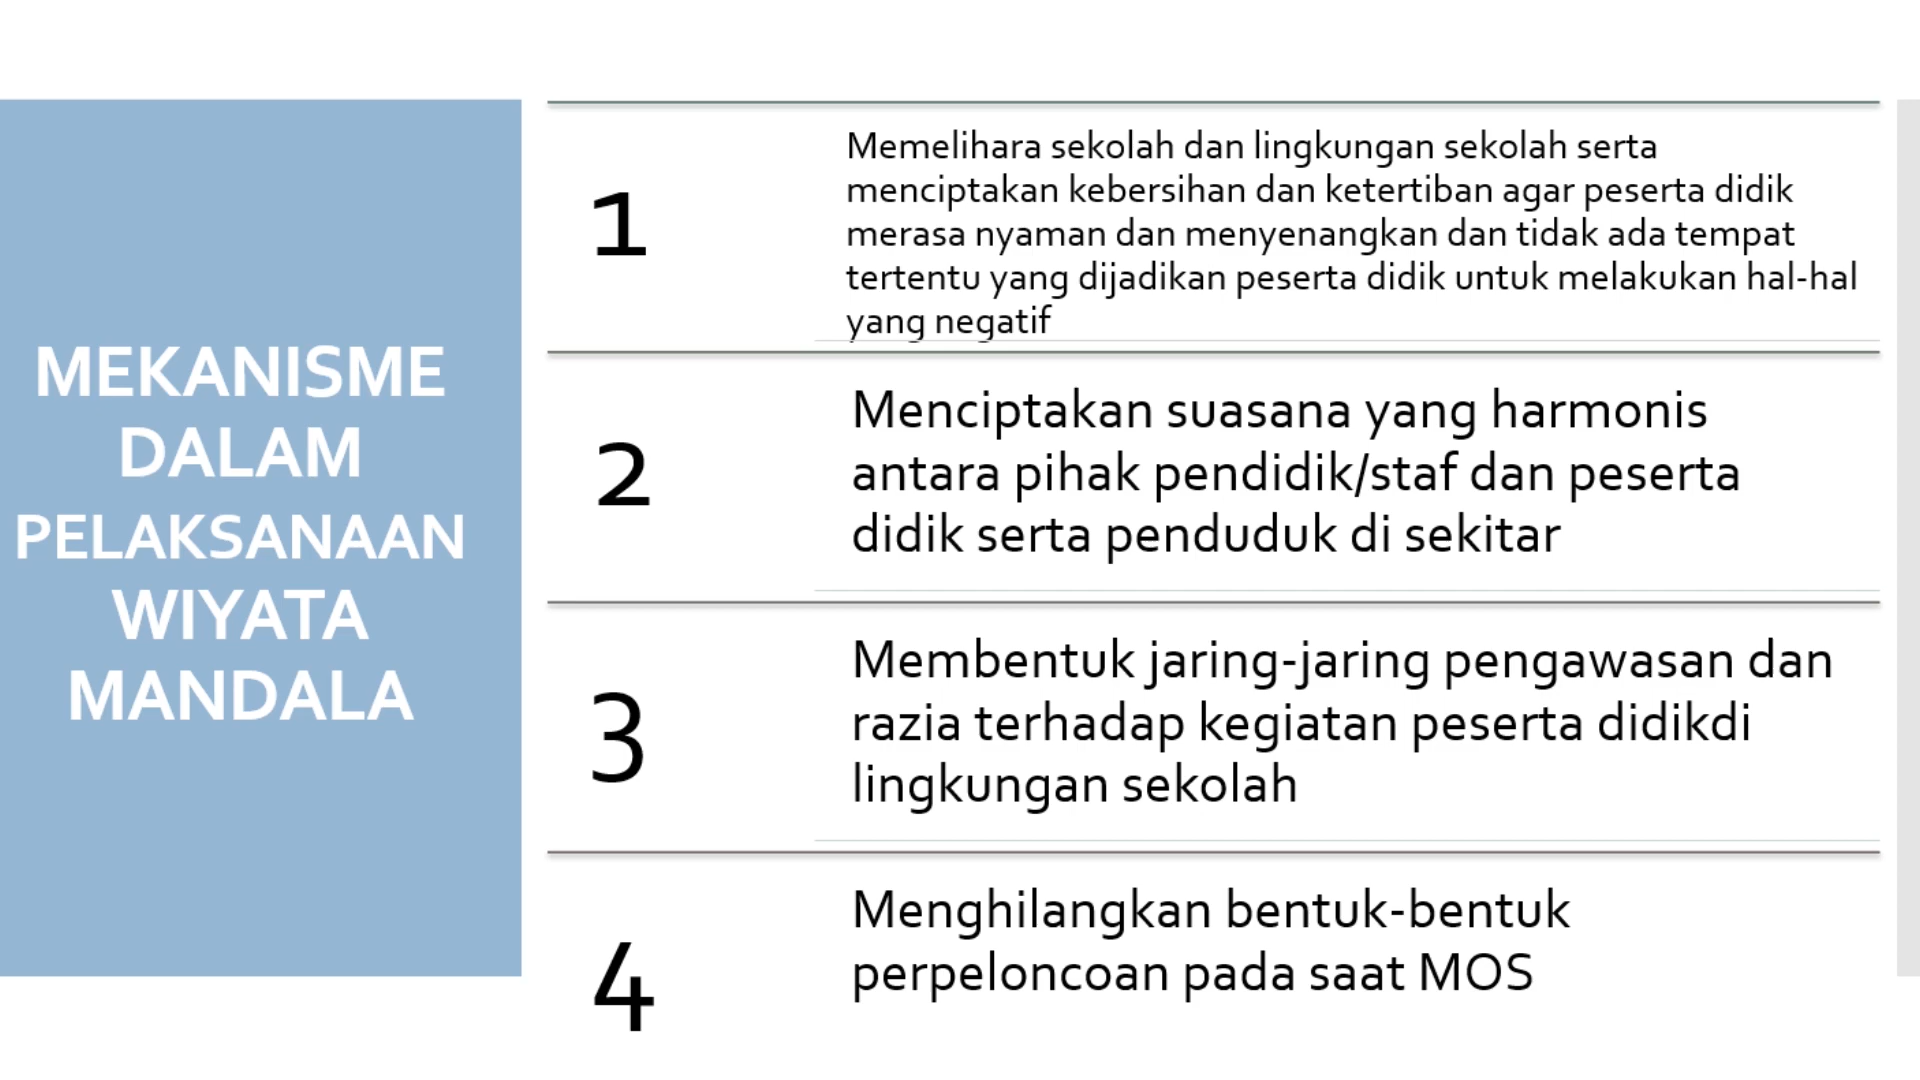 MEKANISME
DALAM
PELAKSANAAN
WIYATA
MANDALA
1
Memelihara sekolah dan lingkungan sekolah serta
menciptakan kebersihan dan ketertiban agar peserta didik
merasa nyaman dan menyenangkan dan tidak ada tempat
tertentu yang dijadikan peserta didik untuk melakukan hal-hal
yang negatif
2
Menciptakan suasana yang harmonis
antara pihak pendidik/staf dan peserta
didik serta penduduk di sekitar
3
Membentuk jaring-jaring pengawasan dan
razia terhadap kegiatan peserta didikdi
lingkungan sekolah
4
Menghilangkan bentuk-bentuk
perpeloncoan pada saat MOS